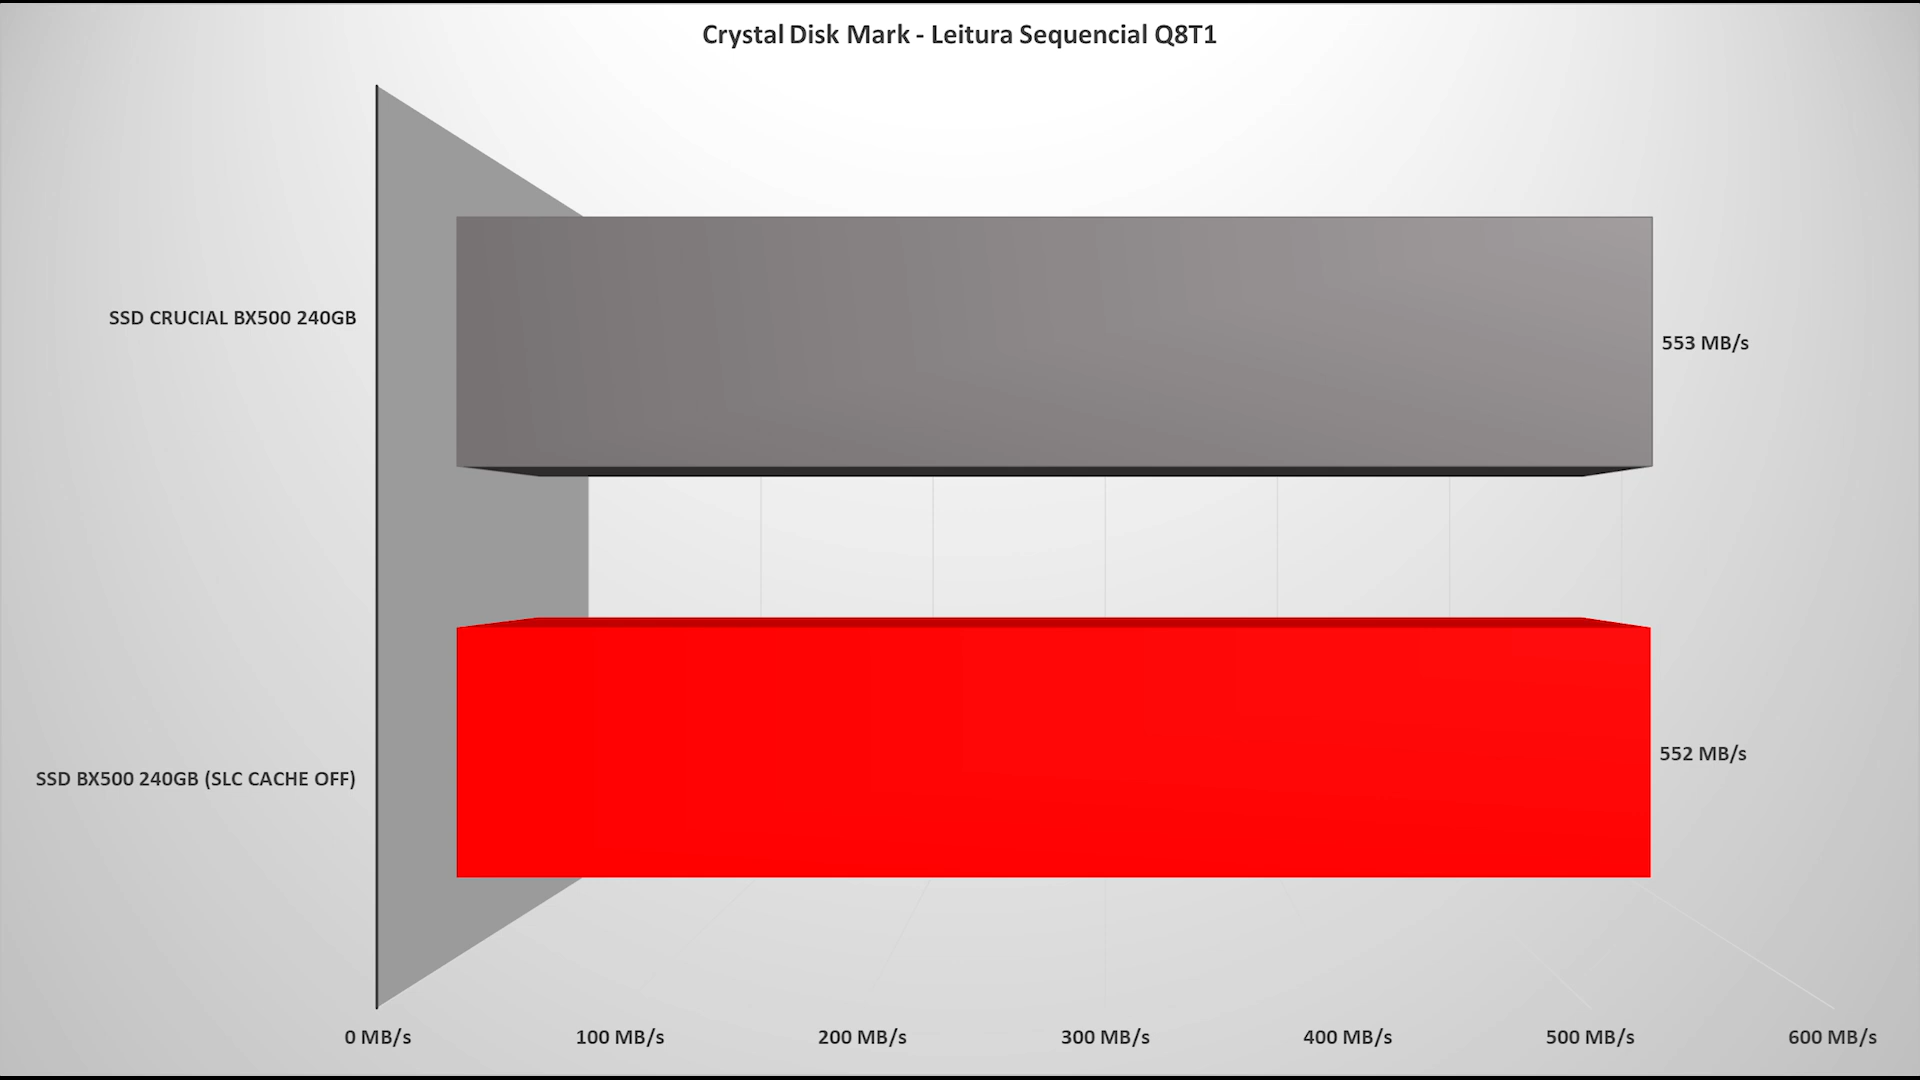 Crystal Disk Mark - Leitura Sequencial Q8T1
SSD CRUCIAL BX500 240GB
553 MB/s
SSD BX500 240GB (SLC CACHE OFF)
552 MB/s
0 MB/s
100 MB/s
200 MB/s
300 MB/s
400 MB/s
500 MB/s
600 MB/s